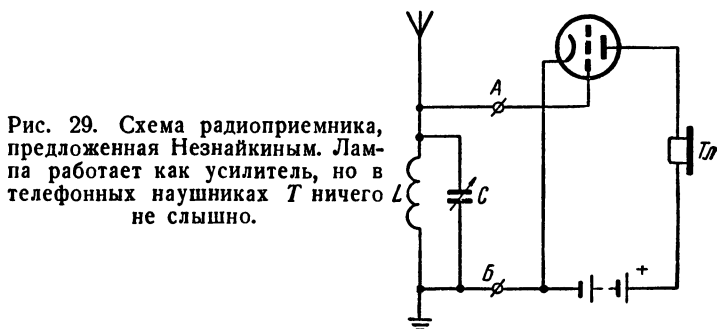 Рис. 29. Схема радиоприемника,
предложенная Незнайкиным. Лам-
па работает как усилитель, но в
телефонных наушниках Т ничего
не слышно.
А
Тл
L
С
Б
+